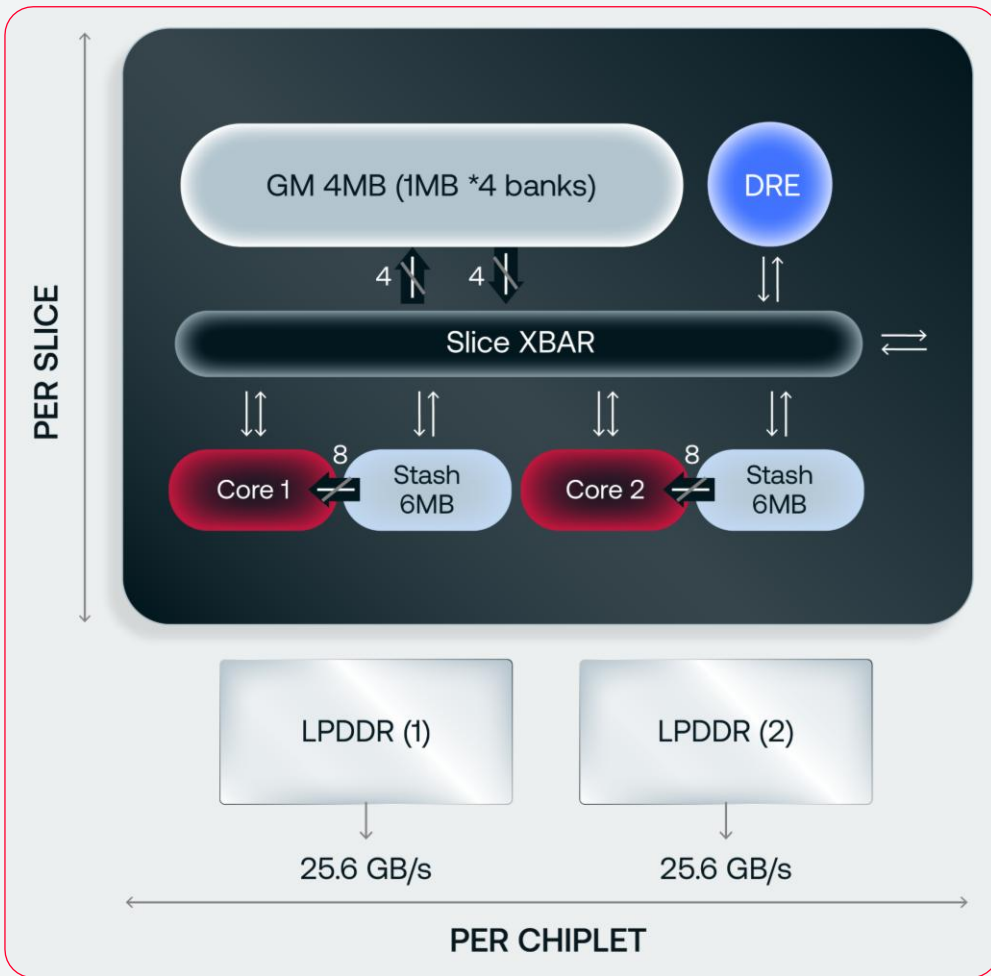 PER SLICE
GM 4MB (1MB *4 banks)
DRE
4
4
Slice XBAR
8
8
Core 1
Stash
6MB
Core 2
Stash
6MB
LPDDR (1)
LPDDR (2)
25.6 GB/s
25.6 GB/s
PER CHIPLET